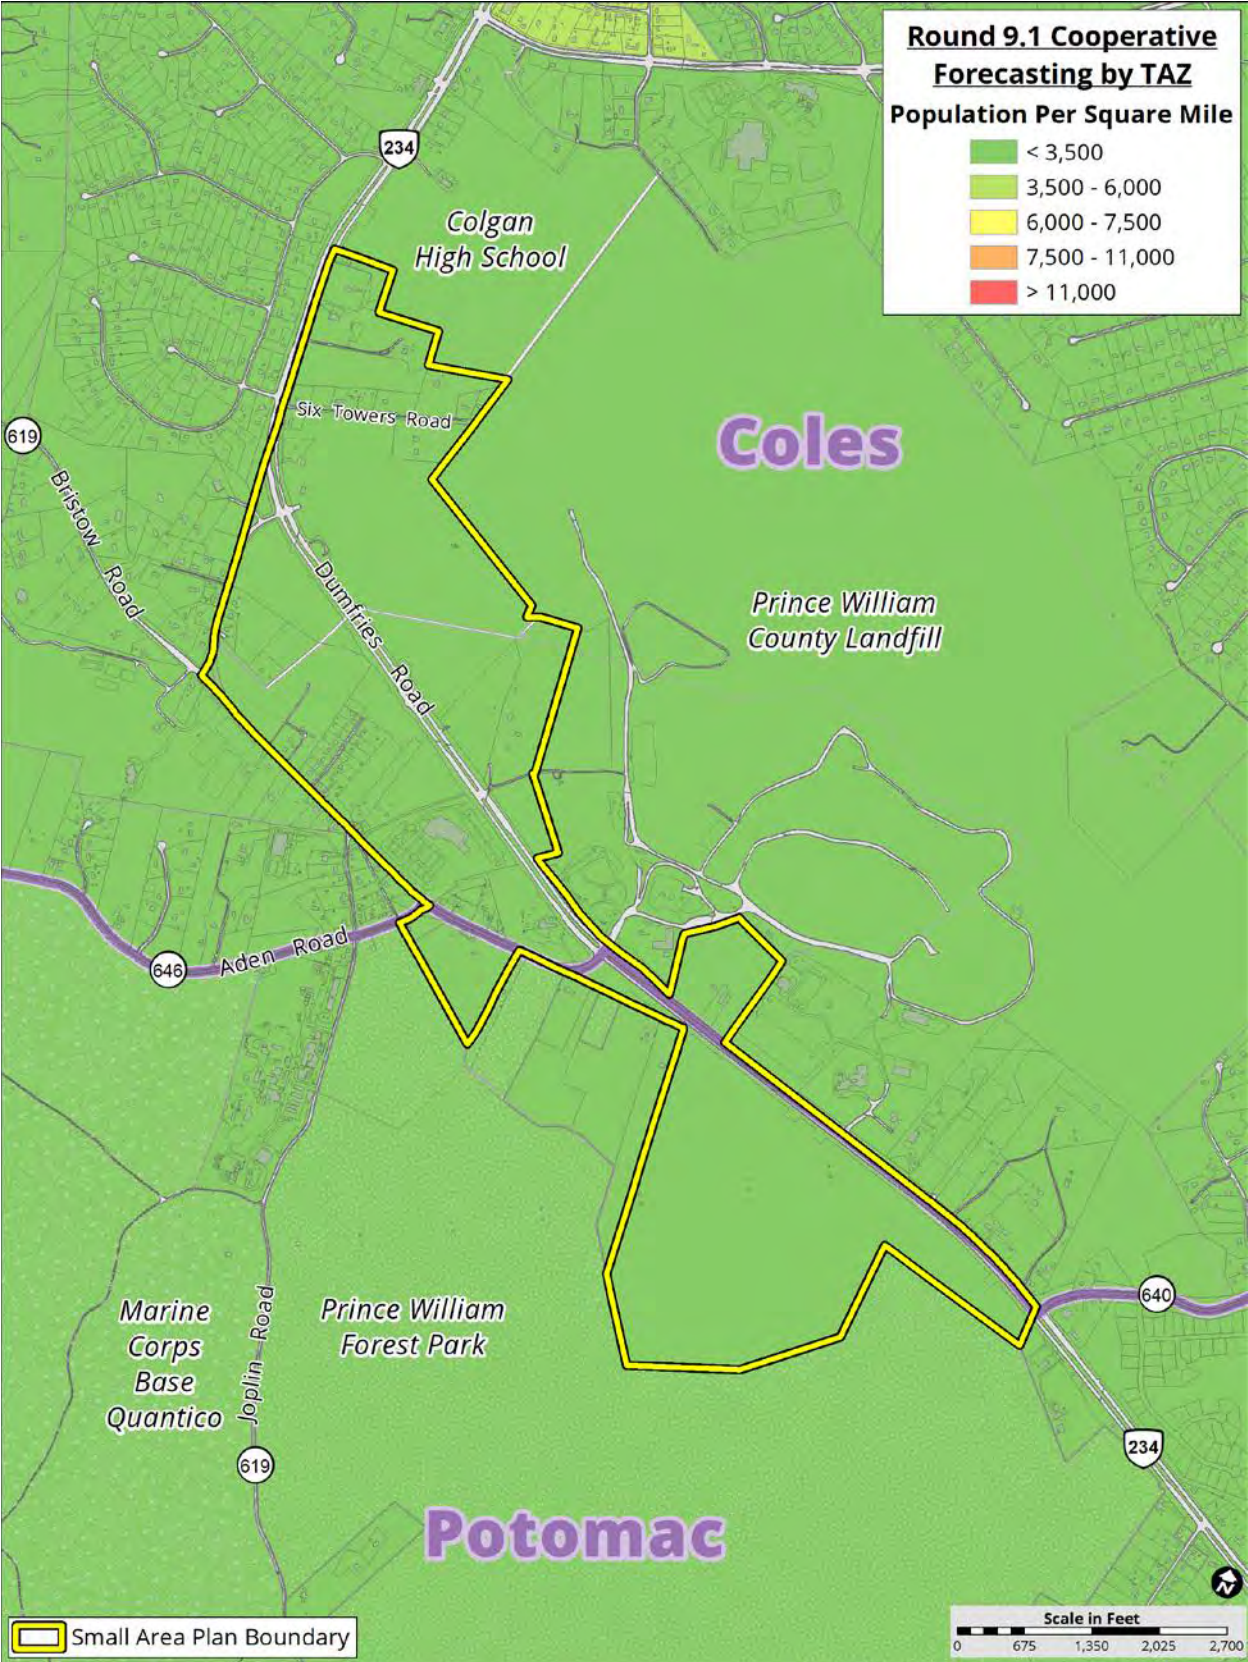 Round 9.1 Cooperative
Forecasting by TAZ
Population Per Square Mile
< 3,500
3,500 - 6,000
6,000 - 7,500
7,500 - 11,000
> 11,000
234
Colgan
High School
Six Towers Road
619
Bristow Road
Coles
Dumfries Road
Prince William
County Landfill
646
Aden Road
640
Marine
Corps
Base
Quantico
Joplin Road
Prince William
Forest Park
619
234
Potomac
N
Small Area Plan Boundary
Scale in Feet
0 675 1,350 2,025 2,700